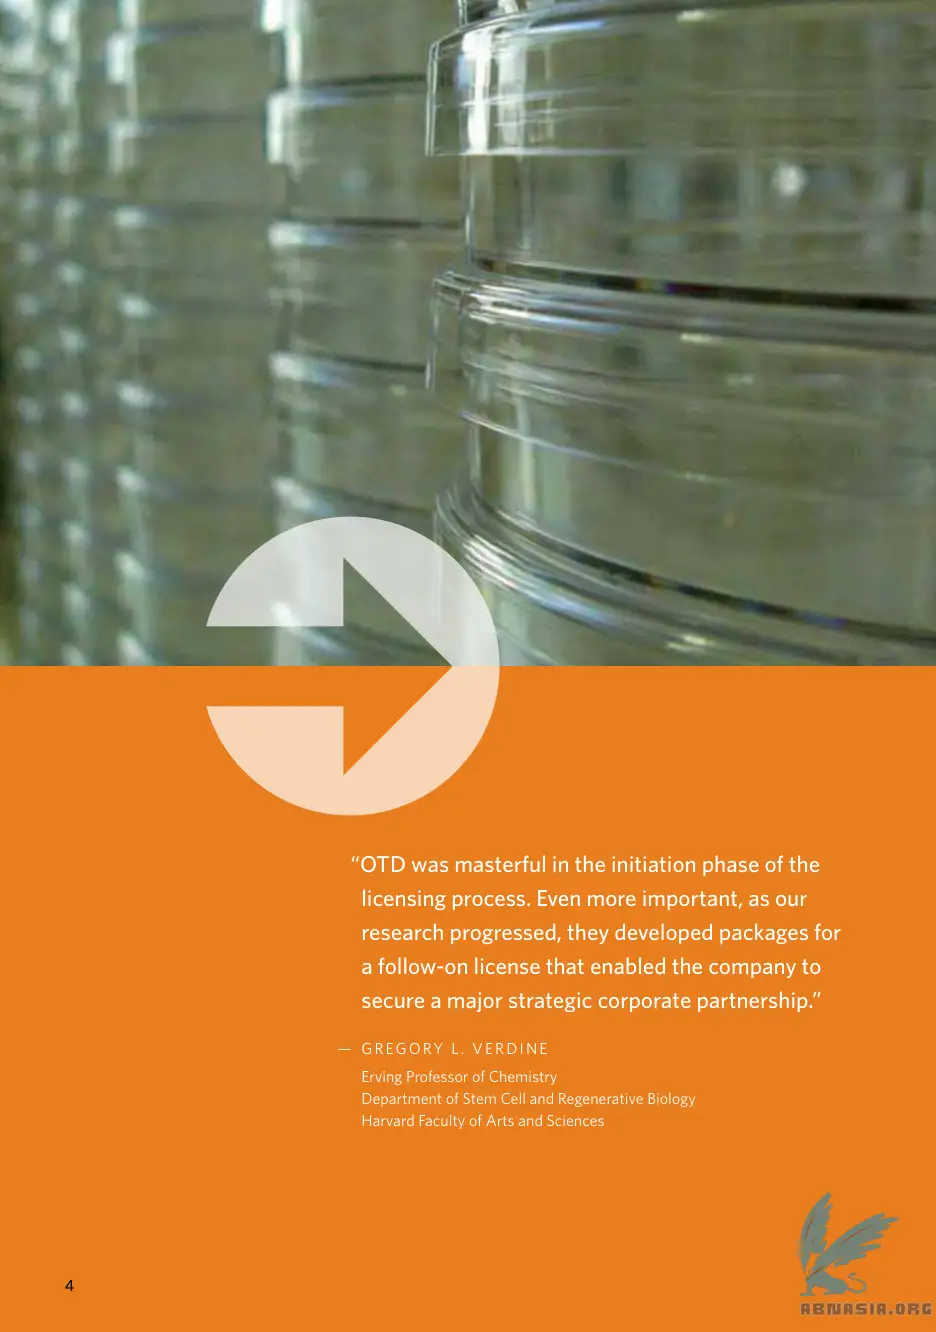 “OTD was masterful in the initiation phase of the
licensing process. Even more important, as our
research progressed, they developed packages for
a follow-on license that enabled the company to
secure a major strategic corporate partnership.”
— GREGORY L. VERDINE
Erving Professor of Chemistry
Department of Stem Cell and Regenerative Biology
Harvard Faculty of Arts and Sciences
4
ABNASIA.ORG